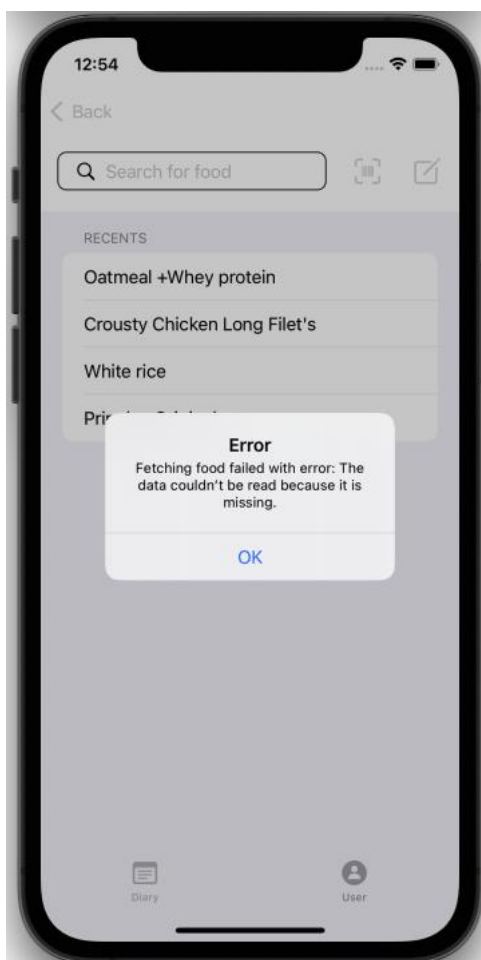 12:54
Back
Search for food
RECENTS
Oatmeal +Whey protein
Crousty Chicken Long Filet's
White rice
Error
Fetching food failed with error: The
data couldn't be read because it is
missing.
OK
Diary
User